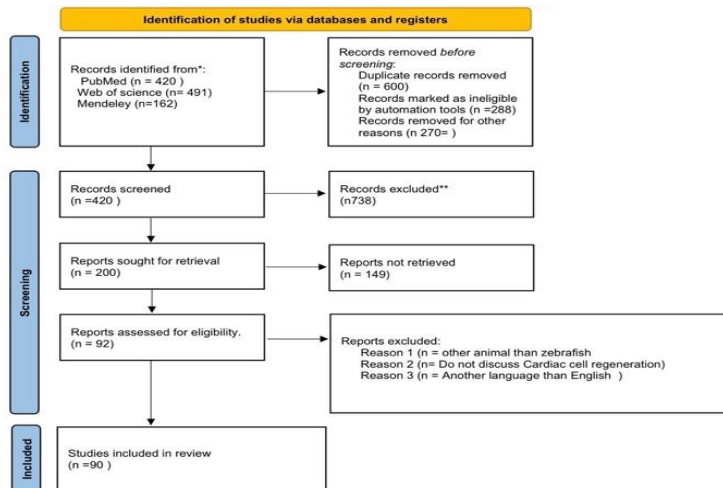 Identification of studies via databases and registers
Identification
Records identified from*:
PubMed (n = 420 )
Web of science (n= 491)
Mendeley (n=162)
Records removed before
screening:
Duplicate records removed
(n = 600)
Records marked as ineligible
by automation tools (n =288)
Records removed for other
reasons (n 270= )
Screening
Records screened
(n =420 )
Records excluded**
(n738)
Reports sought for retrieval
(n = 200)
Reports not retrieved
(n = 149)
Reports assessed for eligibility.
(n = 92)
Reports excluded:
Reason 1 (n = other animal than zebrafish
Reason 2 (n= Do not discuss Cardiac cell regeneration)
Reason 3 (n = Another language than English )
Included
Studies included in review
(n =90 )